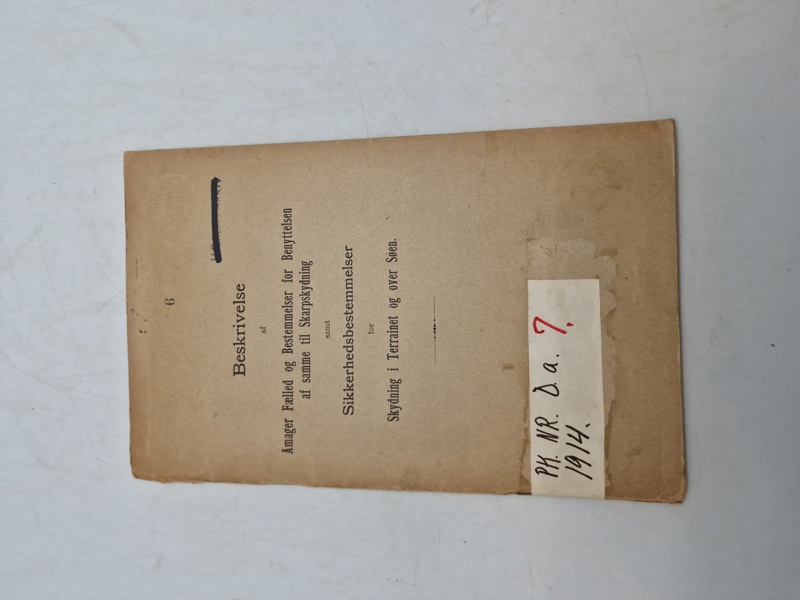 6
Beskrivelse
af
Amager Fælled og Bestemmelser for Benyttelsen
af samme til Skarpskydning
samt
Sikkerhedsbestemmelser
for
Skydning i Terrainet og over Søen.
PK. NR. D. a. 7.
1914.